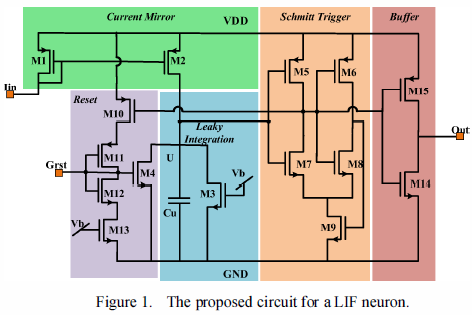 Current Mirror
Schmitt Trigger
Buffer
VDD
M1
M2
Iin
M5
M6
Reset
M10
M15
Leaky
Integration
Out
M11
U
M7
M8
Grst
M4
M3
Vb
M12
M14
Cu
Vb
M13
M9
GND
Figure 1. The proposed circuit for a LIF neuron.